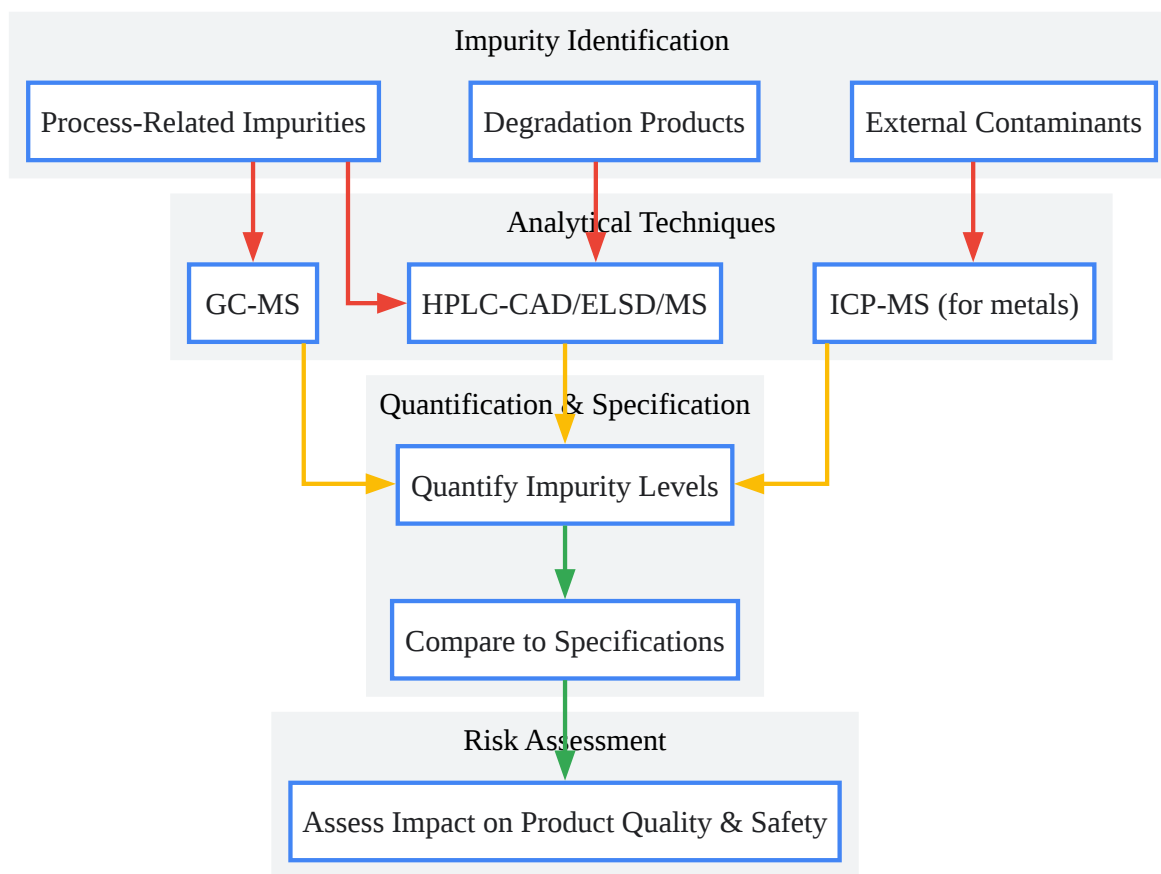 Impurity Identification
Process-Related Impurities
Degradation Products
External Contaminants
Analytical Techniques
GC-MS
HPLC-CAD/ELSD/MS
ICP-MS (for metals)
Quantification & Specification
Quantify Impurity Levels
Compare to Specifications
Risk Assessment
Assess Impact on Product Quality & Safety